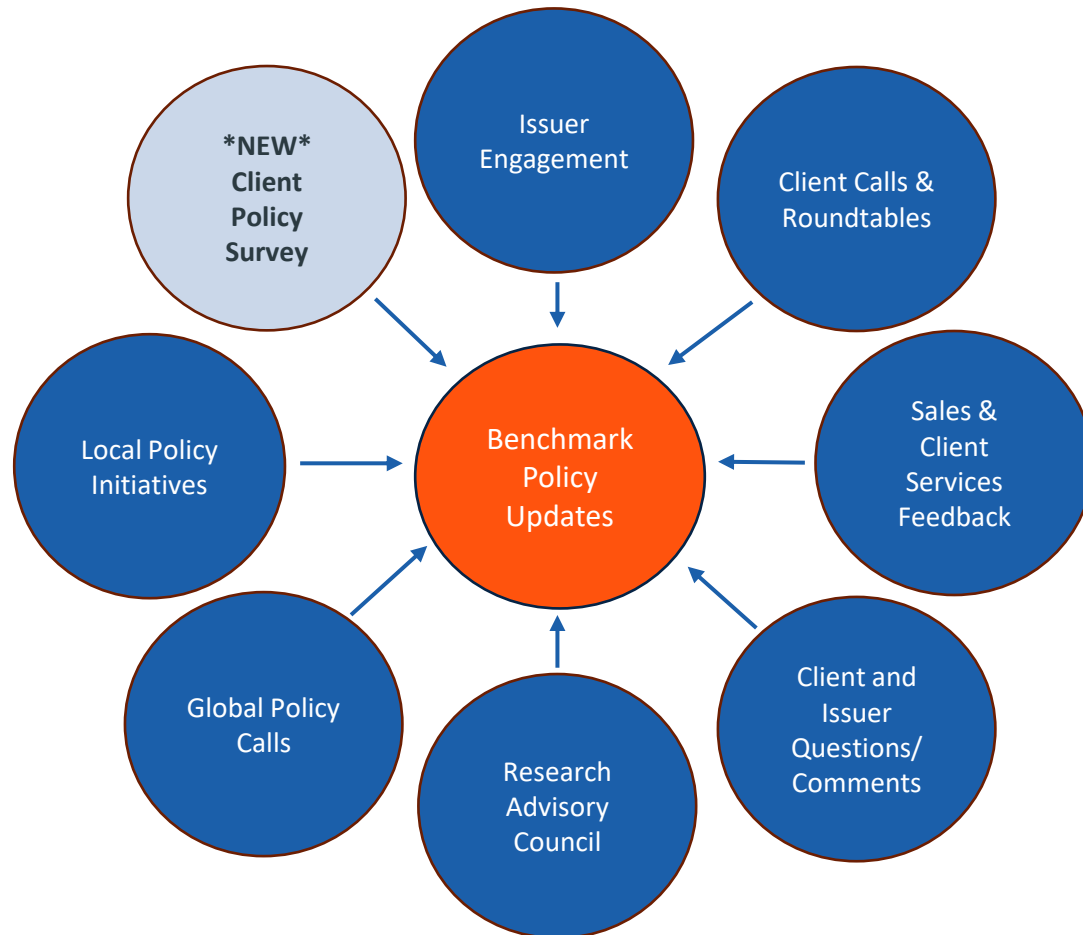 *NEW*
Client
Policy
Survey
Issuer
Engagement
Client Calls &
Roundtables
Local Policy
Initiatives
Benchmark
Policy
Updates
Sales &
Client
Services
Feedback
Global Policy
Calls
Research
Advisory
Council
Client and
Issuer
Questions/
Comments